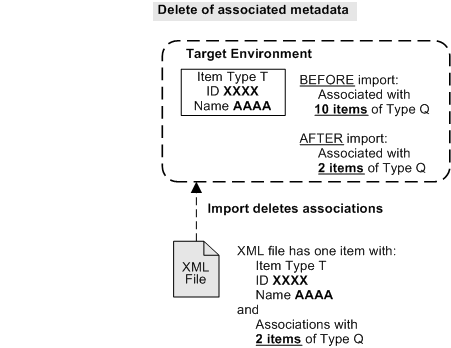 Delete of associated metadata
Target Environment
Item Type T
ID XXXX
Name AAAA
BEFORE import:
Associated with
10 items of Type Q
AFTER import:
Associated with
2 items of Type Q
Import deletes associations
XML
File
XML file has one item with:
Item Type T
ID XXXX
Name AAAA
and
Associations with
2 items of Type Q